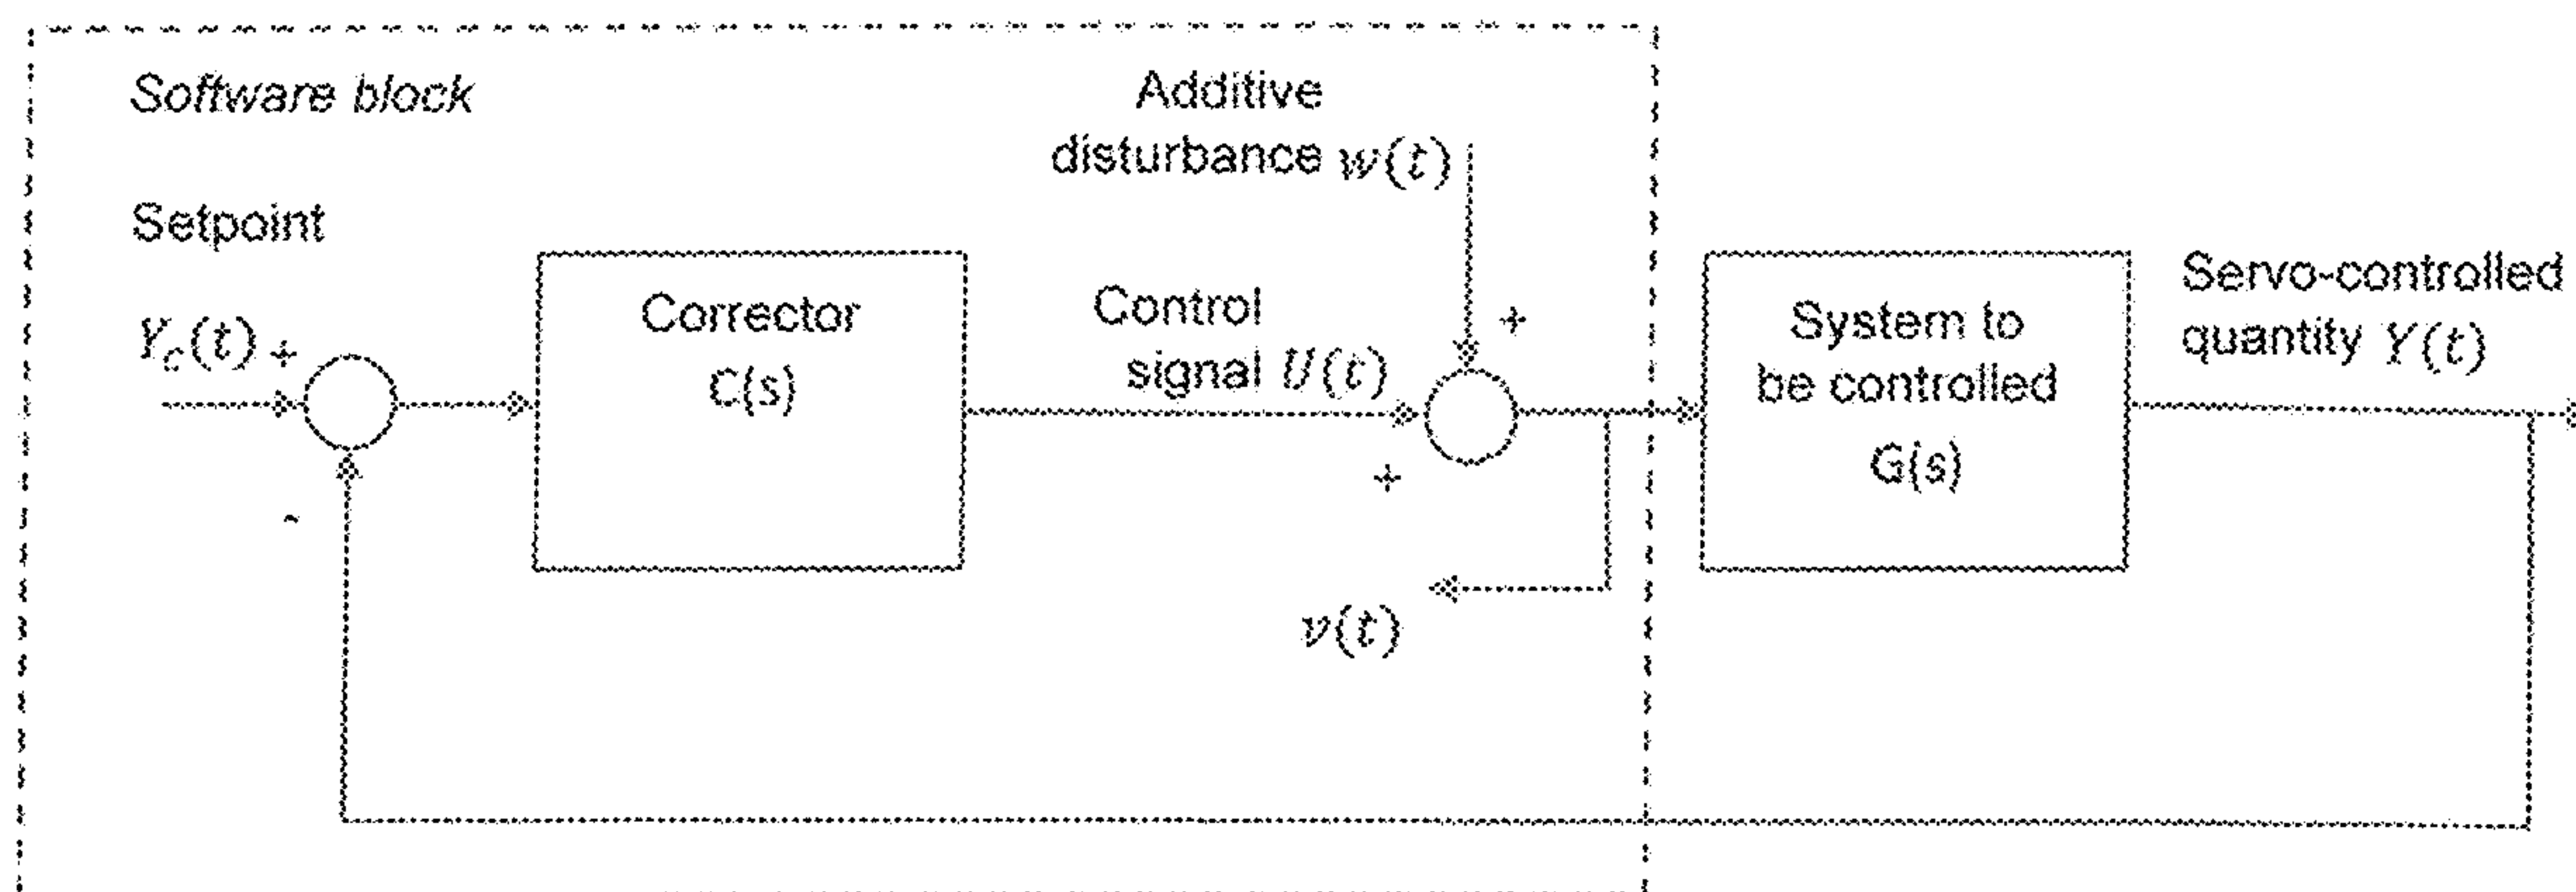 Software block
Additive
disturbance w(t)
Setpoint
Y_c(t) +
Corrector
C(s)
Control
signal U(t)
+
+
System to
be controlled
G(s)
Servo-controlled
quantity Y(t)
-
v(t)